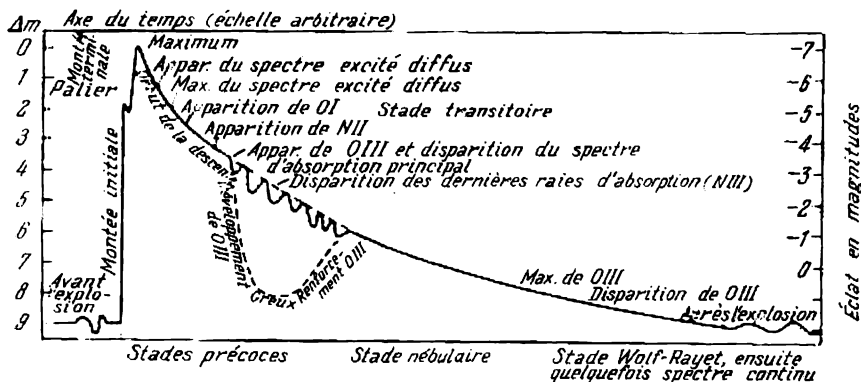 Δm Axe du temps (échelle arbitraire)
0
1
2
3
4
5
6
7
8
9
Montée terminale
Palier
Montée initiale
Avant
l'explo-
sion
Maximum
Appar. du spectre excité diffus
Max. du spectre excité diffus
Apparition de OI
Stade transitoire
Apparition de NII
Appar. de OIII et disparition du spectre
d'absorption principal
Disparition des dernières raies d'absorption (NIII)
Début de la descente
Développement
de OIII
Creux
Renforce-
ment OIII
Max. de OIII
Disparition de OIII
Après l'explosion
-7
-6
-5
-4
-3
-2
-1
0
Éclat en magnitudes
Stades précoces
Stade nébulaire
Stade Wolf-Rayet, ensuite
quelquefois spectre continu